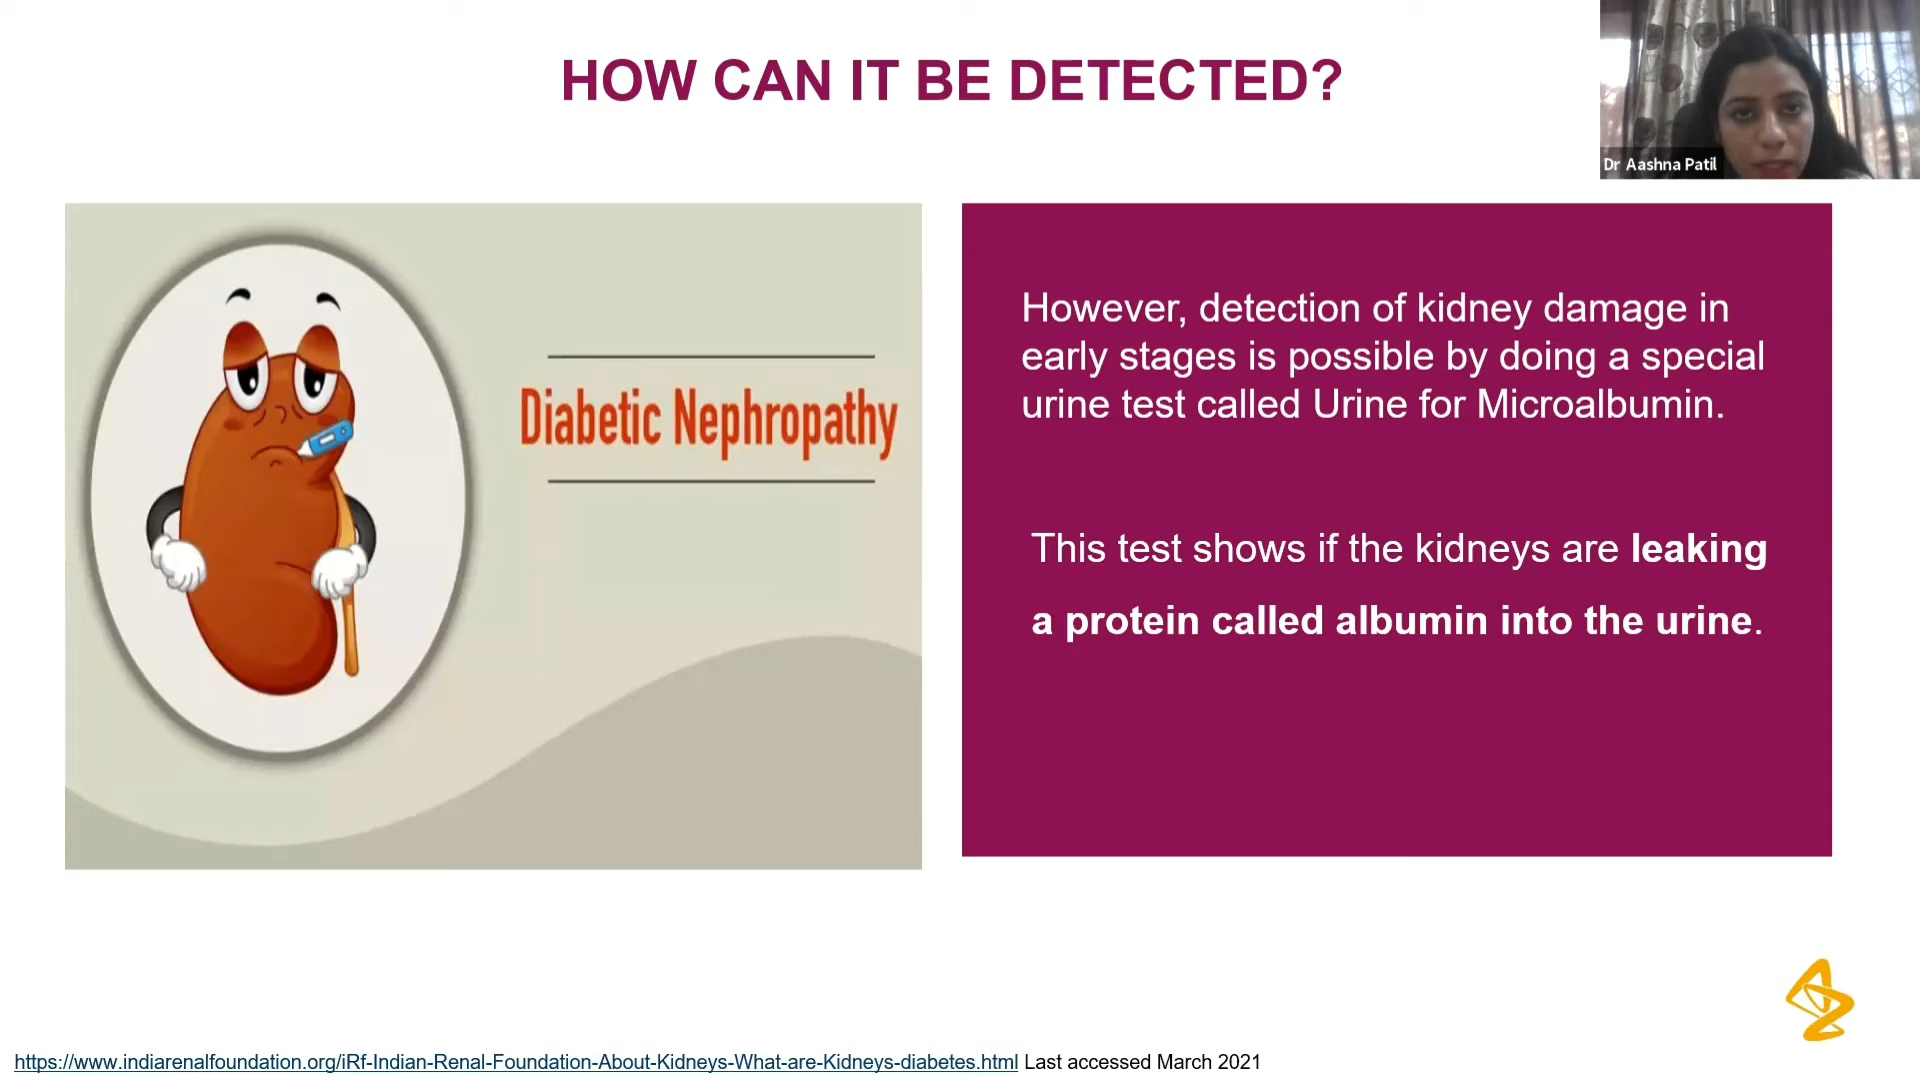 HOW CAN IT BE DETECTED?
Dr Aashna Patil
Diabetic Nephropathy
However, detection of kidney damage in
early stages is possible by doing a special
urine test called Urine for Microalbumin.
This test shows if the kidneys are leaking
a protein called albumin into the urine.
https://www.indiarenalfoundation.org/iRf-Indian-Renal-Foundation-About-Kidneys-What-are-Kidneys-diabetes.html Last accessed March 2021